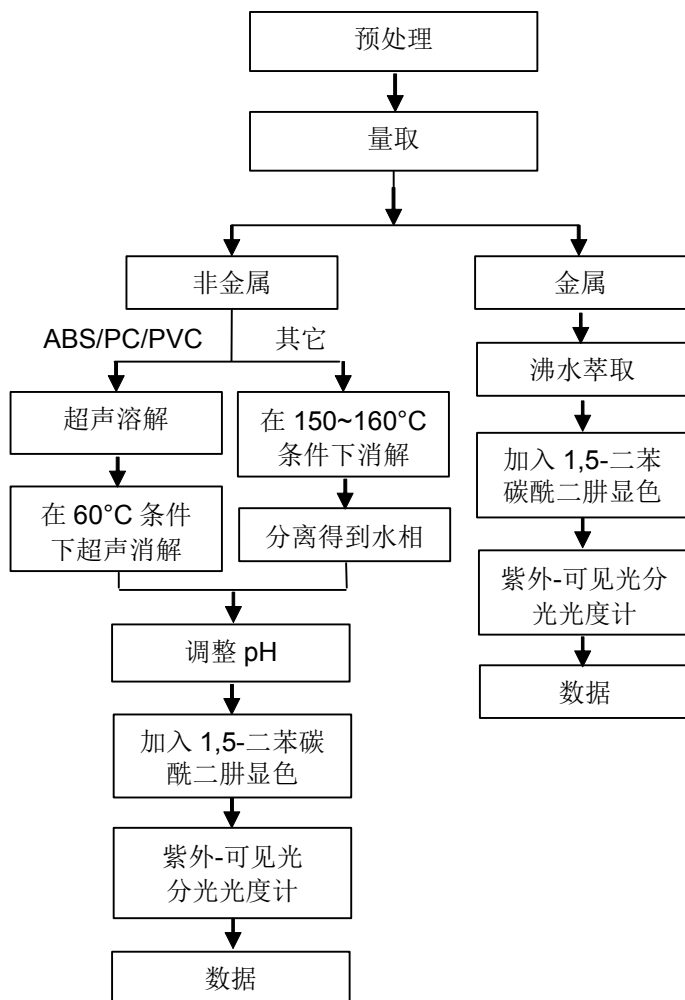 预处理
量取
非金属
金属
ABS/PC/PVC
其它
沸水萃取
超声溶解
在 150~160°C
条件下消解
加入 1,5-二苯
碳酰二肼显色
在 60°C 条件
下超声消解
分离得到水相
紫外-可见光分
光光度计
调整 pH
数据
加入 1,5-二苯碳
酰二肼显色
紫外-可见光
分光光度计
数据